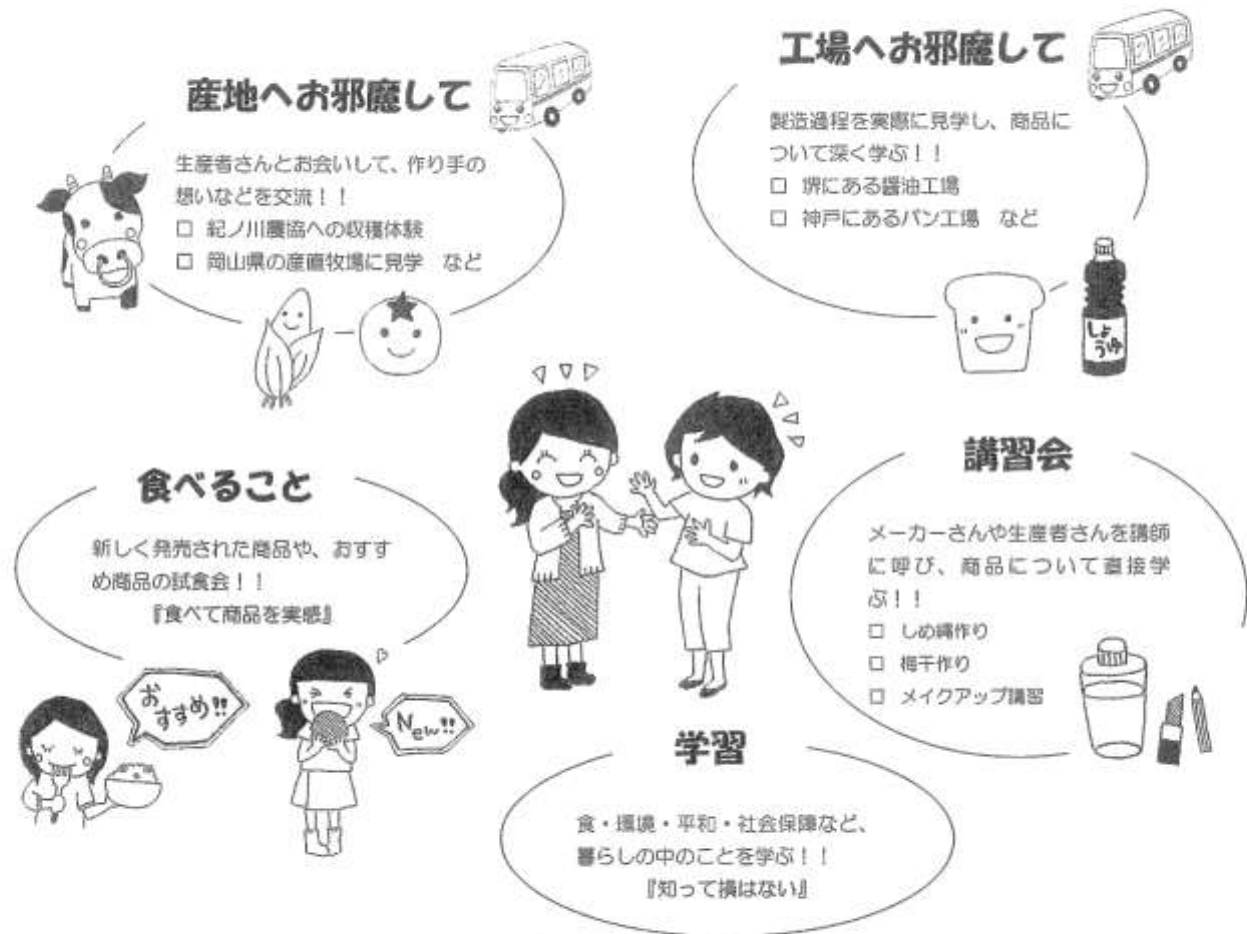 産地へお邪魔して
生産者さんとお会いして、作り手の
想いなどを交流！！
□ 紀ノ川農協への収穫体験
□ 岡山県の産直牧場に見学　など
工場へお邪魔して
製造過程を実際に見学し、商品に
ついて深く学ぶ！！
□ 堺にある醤油工場
□ 神戸にあるパン工場　など
しょ
うゆ
食べること
新しく発売された商品や、おすす
め商品の試食会！！
『食べて商品を実感』
お
すすめ!!
New!!
講習会
メーカーさんや生産者さんを講師
に呼び、商品について直接学
ぶ！！
□ しめ縄作り
□ 梅干作り
□ メイクアップ講習
学習
食・環境・平和・社会保障など、
暮らしの中のことを学ぶ！！
『知って損はない』